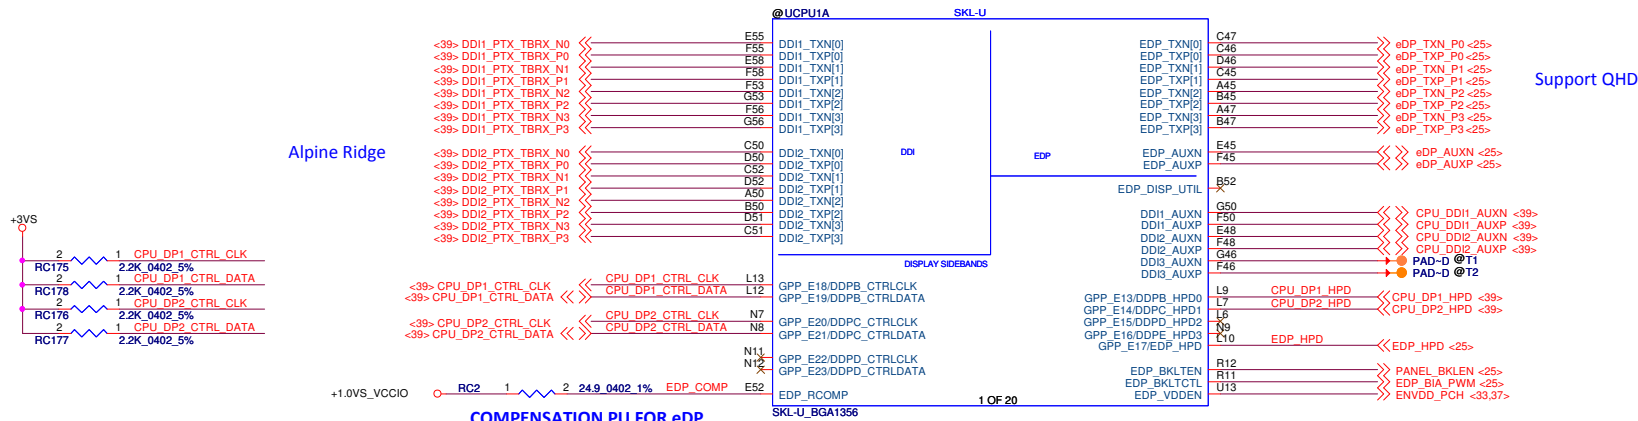 @UCPU1A SKL-U
<39> DDI1_PTX_TBRX_N0 E55 DDI1_TXN[0] EDP_TXN[0] C47 eDP_TXN_P0 <25>
<39> DDI1_PTX_TBRX_P0 F55 DDI1_TXP[0] EDP_TXP[0] C46 eDP_TXP_P0 <25>
<39> DDI1_PTX_TBRX_N1 E58 DDI1_TXN[1] EDP_TXN[1] D46 eDP_TXN_P1 <25>
<39> DDI1_PTX_TBRX_P1 F58 DDI1_TXP[1] EDP_TXP[1] C45 eDP_TXP_P1 <25>
Support QHD
<39> DDI1_PTX_TBRX_N2 F53 DDI1_TXN[2] EDP_TXN[2] A45 eDP_TXN_P2 <25>
<39> DDI1_PTX_TBRX_P2 G53 DDI1_TXP[2] EDP_TXP[2] B45 eDP_TXP_P2 <25>
<39> DDI1_PTX_TBRX_N3 F56 DDI1_TXN[3] EDP_TXN[3] A47 eDP_TXN_P3 <25>
<39> DDI1_PTX_TBRX_P3 G56 DDI1_TXP[3] EDP_TXP[3] B47 eDP_TXP_P3 <25>
Alpine Ridge
DDI EDP
<39> DDI2_PTX_TBRX_N0 C50 DDI2_TXN[0] EDP_AUXN E45 eDP_AUXN <25>
<39> DDI2_PTX_TBRX_P0 D50 DDI2_TXP[0] EDP_AUXP F45 eDP_AUXP <25>
<39> DDI2_PTX_TBRX_N1 C52 DDI2_TXN[1]
<39> DDI2_PTX_TBRX_P1 D52 DDI2_TXP[1] EDP_DISP_UTIL B52
<39> DDI2_PTX_TBRX_N2 A50 DDI2_TXN[2]
<39> DDI2_PTX_TBRX_P2 B50 DDI2_TXP[2] DDI1_AUXN G50 CPU_DDI1_AUXN <39>
<39> DDI2_PTX_TBRX_N3 D51 DDI2_TXN[3] DDI1_AUXP F50 CPU_DDI1_AUXP <39>
<39> DDI2_PTX_TBRX_P3 C51 DDI2_TXP[3] DDI2_AUXN E48 CPU_DDI2_AUXN <39>
DDI2_AUXP F48 CPU_DDI2_AUXP <39>
DISPLAY SIDEBANDS DDI3_AUXN G46 PAD~D @T1
DDI3_AUXP F46 PAD~D @T2
+3VS
2 1 CPU_DP1_CTRL_CLK
RC175 2.2K_0402_5%
2 1 CPU_DP1_CTRL_DATA
RC178 2.2K_0402_5%
2 1 CPU_DP2_CTRL_CLK
RC176 2.2K_0402_5%
2 1 CPU_DP2_CTRL_DATA
RC177 2.2K_0402_5%
<39> CPU_DP1_CTRL_CLK CPU_DP1_CTRL_CLK L13 GPP_E18/DDPB_CTRLCLK
<39> CPU_DP1_CTRL_DATA CPU_DP1_CTRL_DATA L12 GPP_E19/DDPB_CTRLDATA GPP_E13/DDPB_HPD0 L9 CPU_DP1_HPD CPU_DP1_HPD <39>
GPP_E14/DDPC_HPD1 L7 CPU_DP2_HPD CPU_DP2_HPD <39>
<39> CPU_DP2_CTRL_CLK CPU_DP2_CTRL_CLK N7 GPP_E20/DDPC_CTRLCLK GPP_E15/DDPD_HPD2 L6
<39> CPU_DP2_CTRL_DATA CPU_DP2_CTRL_DATA N8 GPP_E21/DDPC_CTRLDATA GPP_E16/DDPE_HPD3 N9
GPP_E17/EDP_HPD L10 EDP_HPD EDP_HPD <25>
N11 GPP_E22/DDPD_CTRLCLK
N12 GPP_E23/DDPD_CTRLDATA EDP_BKLTEN R12 PANEL_BKLEN <25>
EDP_BKLTCTL R11 EDP_BIA_PWM <25>
+1.0VS_VCCIO RC2 1 2 24.9_0402_1% EDP_COMP E52 EDP_RCOMP EDP_VDDEN U13 ENVDD_PCH <33,37>
1 OF 20
SKL-U_BGA1356
COMPENSATION PU FOR eDP